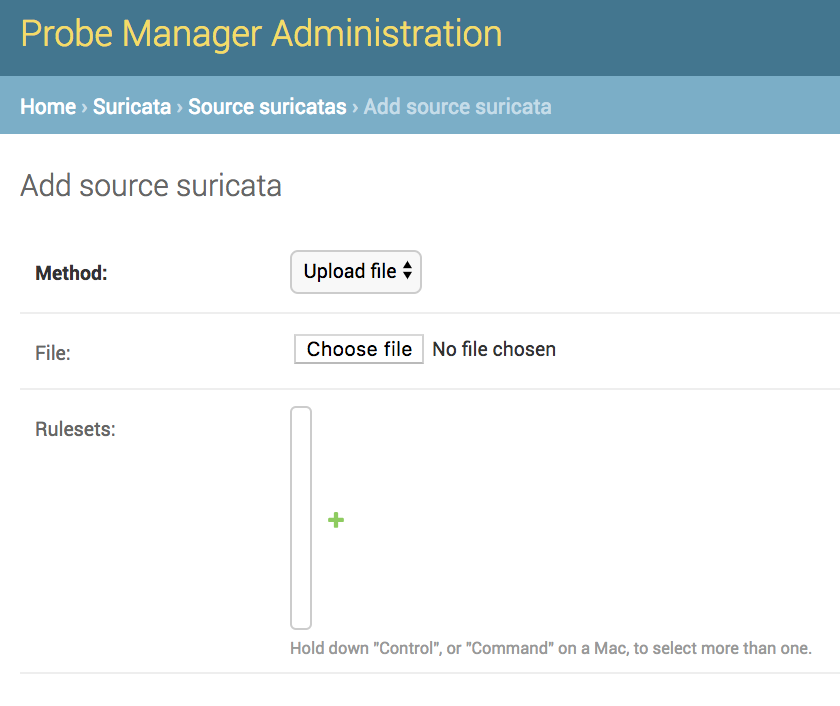 Probe Manager Administration
Home › Suricata › Source suricatas › Add source suricata
Add source suricata
Method: Upload file
File: Choose file No file chosen
Rulesets:
Hold down "Control", or "Command" on a Mac, to select more than one.